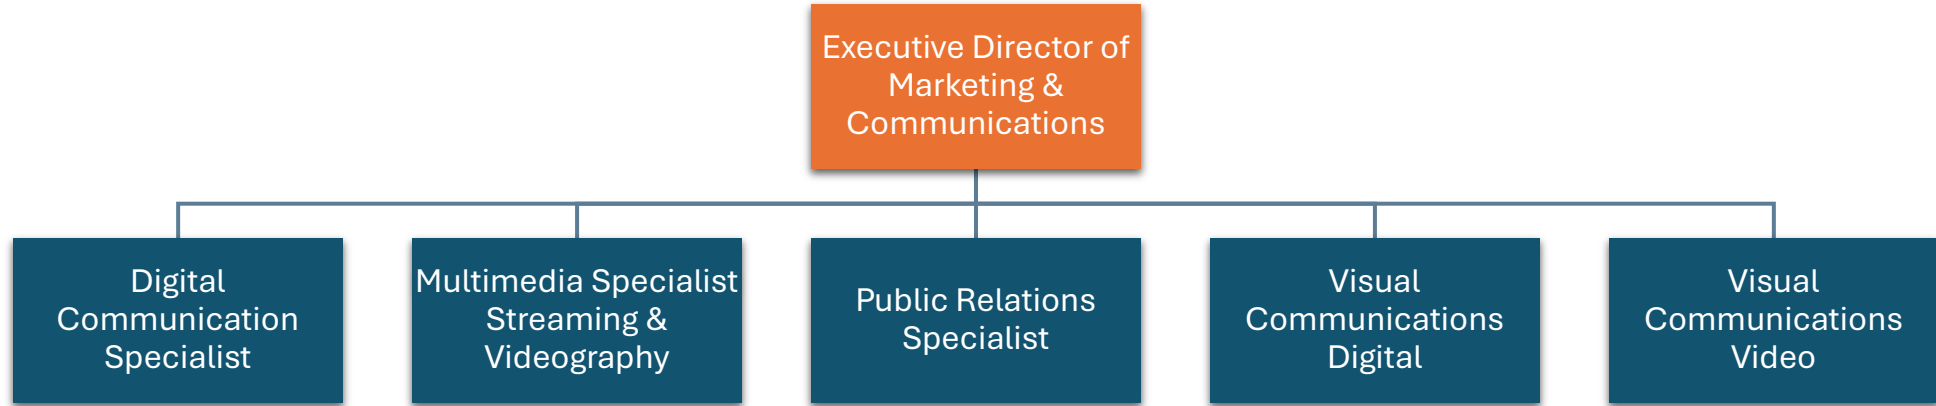 Executive Director of
Marketing &
Communications
Digital
Communication
Specialist
Multimedia Specialist
Streaming &
Videography
Public Relations
Specialist
Visual
Communications
Digital
Visual
Communications
Video